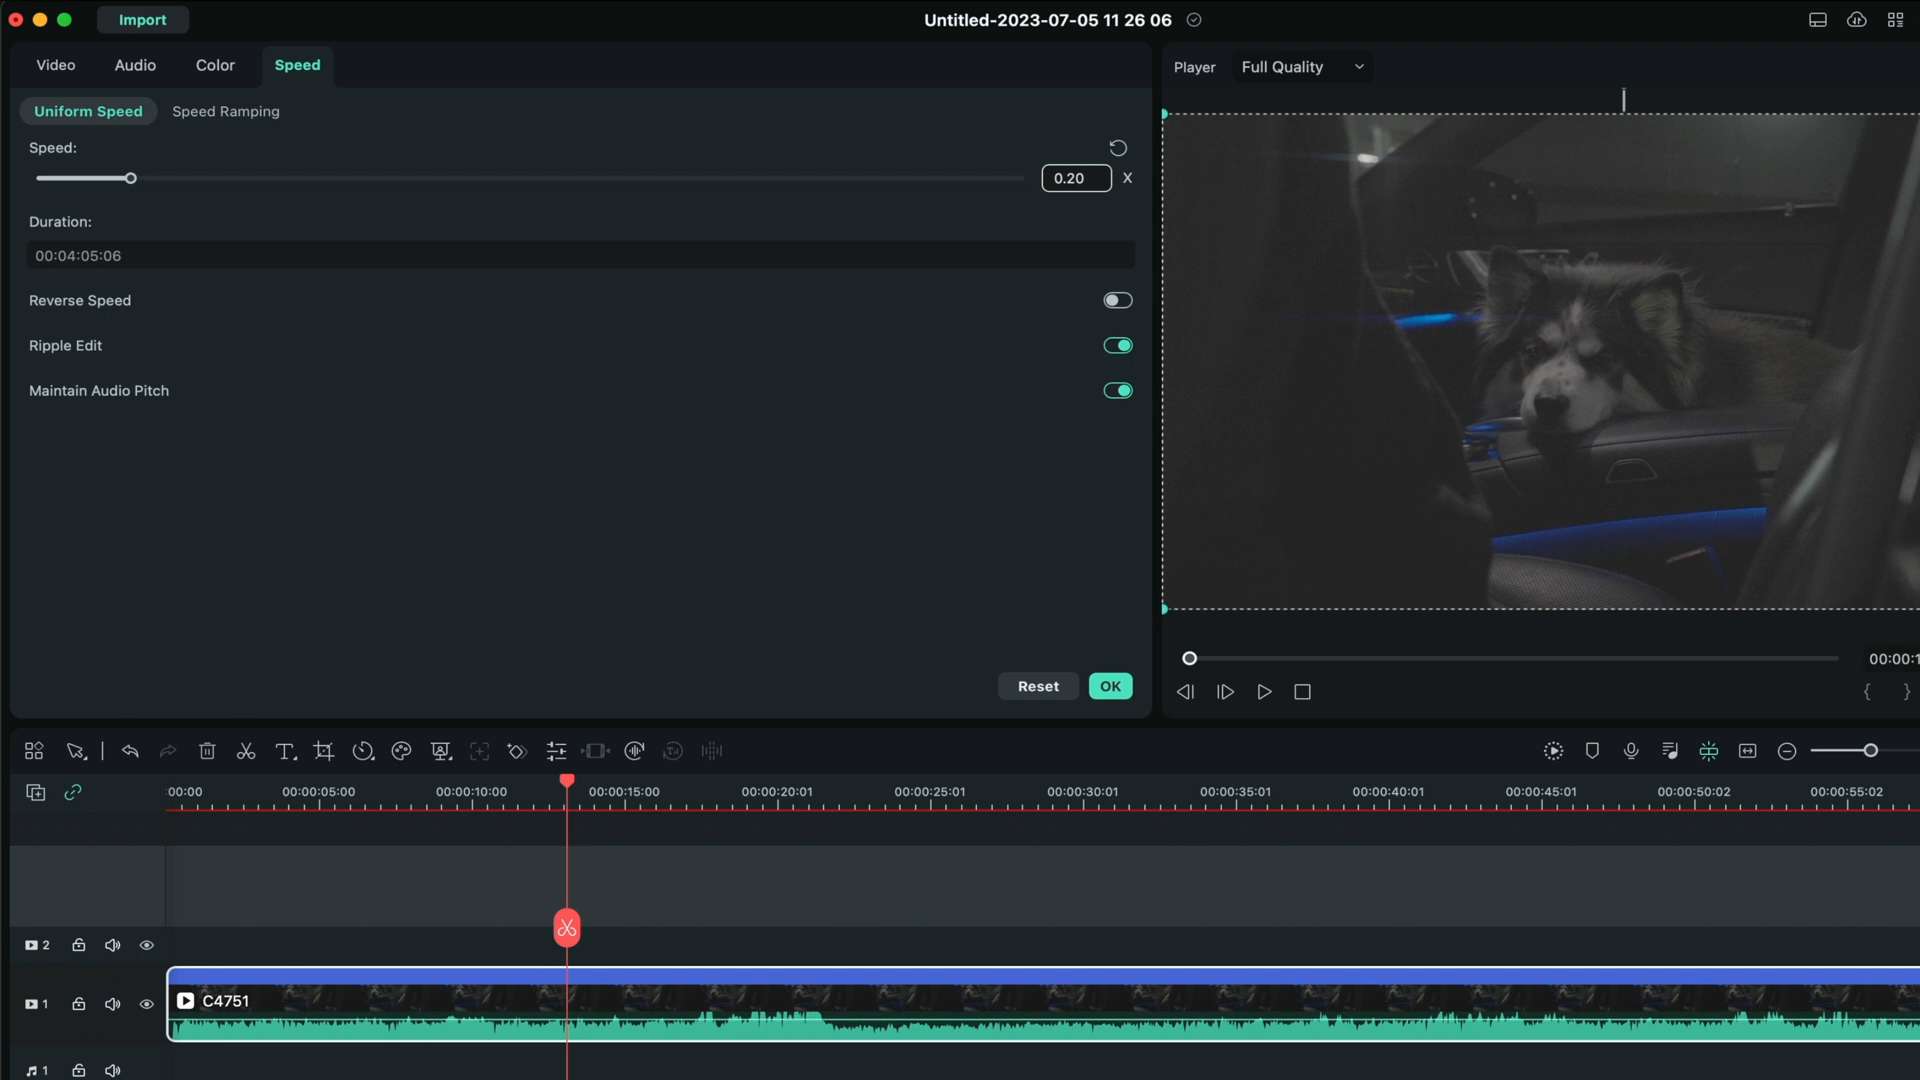 Import
Untitled-2023-07-05 11 26 06
Video Audio Color Speed
Player Full Quality
Uniform Speed Speed Ramping
Speed:
0.20 X
Duration:
00:04:05:06
Reverse Speed
Ripple Edit
Maintain Audio Pitch
Reset OK
00:00:1
{ }
:00:00 00:00:05:00 00:00:10:00 00:00:15:00 00:00:20:01 00:00:25:01 00:00:30:01 00:00:35:01 00:00:40:01 00:00:45:01 00:00:50:02 00:00:55:02
2
C4751
1
1